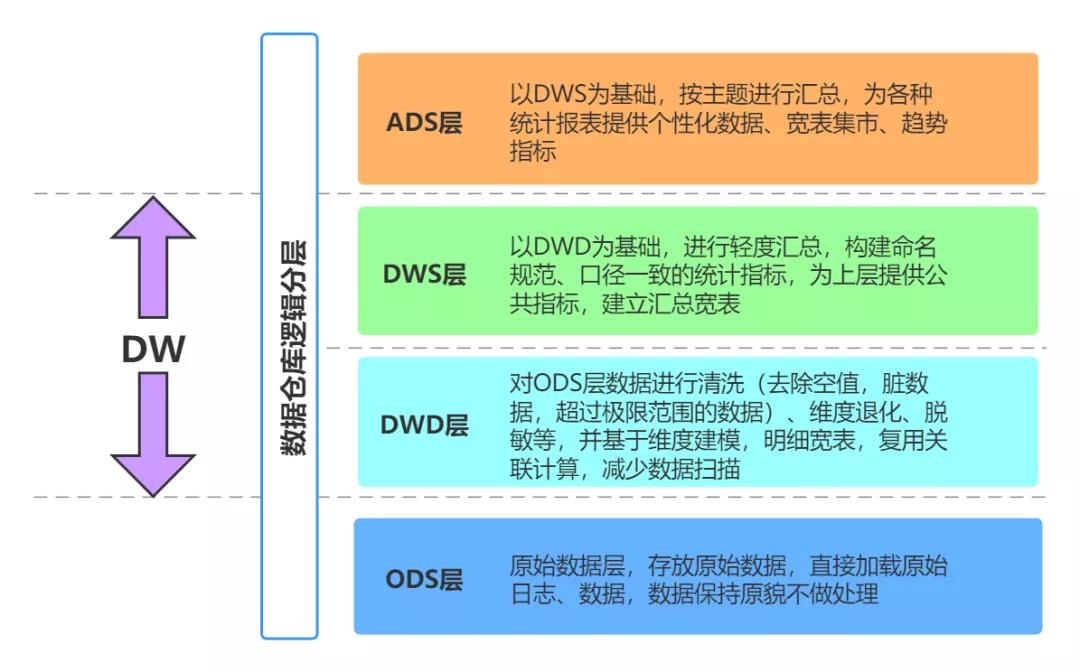 ADS层
以DWS为基础，按主题进行汇总，为各种
统计报表提供个性化数据、宽表集市、趋势
指标
DW
数据仓库逻辑分层
DWS层
以DWD为基础，进行轻度汇总，构建命名
规范、口径一致的统计指标，为上层提供公
共指标，建立汇总宽表
DWD层
对ODS层数据进行清洗（去除空值，脏数
据，超过极限范围的数据）、维度退化、脱
敏等，并基于维度建模，明细宽表，复用关
联计算，减少数据扫描
ODS层
原始数据层，存放原始数据，直接加载原始
日志、数据，数据保持原貌不做处理